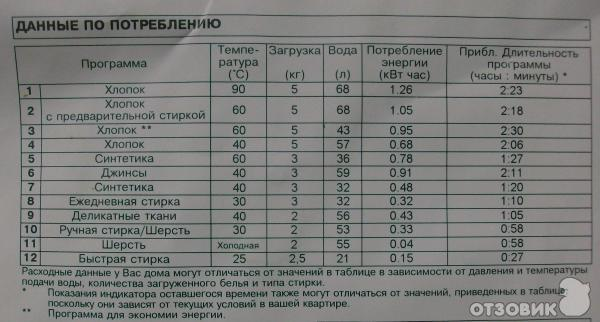 ДАННЫЕ ПО ПОТРЕБЛЕНИЮ
Программа Темпе-ратура (°C) Загрузка (кг) Вода (л) Потребление энергии (кВт час) Прибл. Длительность программы (часы : минуты) *
1 Хлопок 90 5 68 1.26 2:23
2 Хлопок с предварительной стиркой 60 5 68 1.05 2:18
3 Хлопок ** 60 5 43 0.95 2:30
4 Хлопок 40 5 57 0.68 2:06
5 Синтетика 60 3 36 0.78 1:27
6 Джинсы 40 3 59 0.91 2:11
7 Синтетика 40 3 32 0.48 1:20
8 Ежедневная стирка 30 3 32 0.33 1:10
9 Деликатные ткани 40 2 56 0.43 1:05
10 Ручная стирка/Шерсть 30 2 53 0.33 0:58
11 Шерсть Холодная 2 55 0.04 0:58
12 Быстрая стирка 25 2,5 21 0.15 0:27
Расходные данные у Вас дома могут отличаться от значений в таблице в зависимости от давления и температуры
подачи воды, количества загруженного белья и типа стирки.
* Показания индикатора оставшегося времени также могут отличаться от значений, приведенных в таблице,
поскольку они зависят от текущих условий в вашей квартире.
** Программа для экономии энергии.
ОТЗОВИК